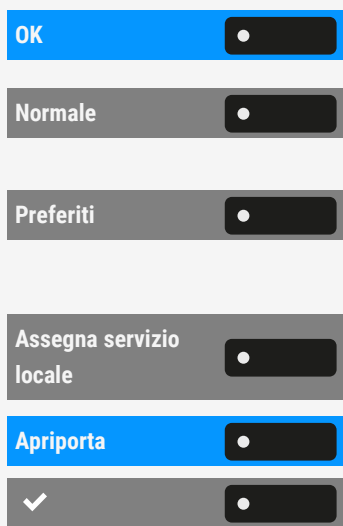 OK
Normale
Preferiti
Assegna servizio
locale
Apriporta